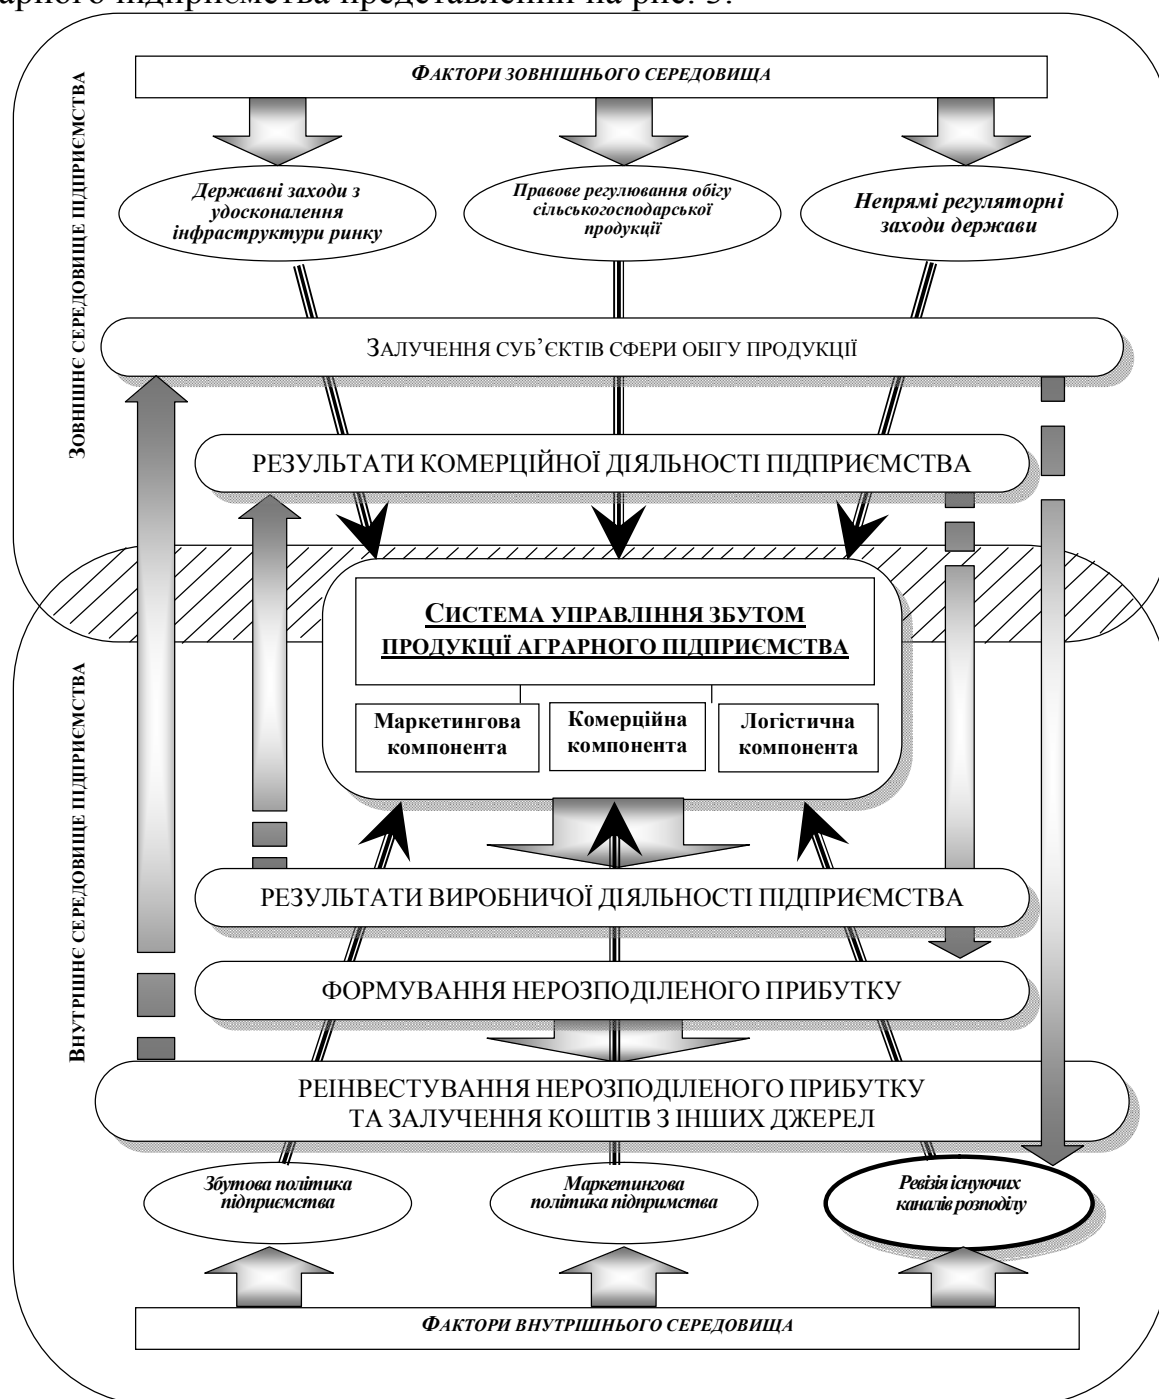 арного підприємства представлений на рис. 3.
ФАКТОРИ ЗОВНІШНЬОГО СЕРЕДОВИЩА
ЗОВНІШНЄ СЕРЕДОВИЩЕ ПІДПРИЄМСТВА
Державні заходи з
удосконалення
інфраструктури ринку
Правове регулювання обігу
сільськогосподарської
продукції
Непрямі регуляторні
заходи держави
ЗАЛУЧЕННЯ СУБ’ЄКТІВ СФЕРИ ОБІГУ ПРОДУКЦІЇ
РЕЗУЛЬТАТИ КОМЕРЦІЙНОЇ ДІЯЛЬНОСТІ ПІДПРИЄМСТВА
СИСТЕМА УПРАВЛІННЯ ЗБУТОМ
ПРОДУКЦІЇ АГРАРНОГО ПІДПРИЄМСТВА
Маркетингова
компонента
Комерційна
компонента
Логістична
компонента
ВНУТРІШНЄ СЕРЕДОВИЩЕ ПІДПРИЄМСТВА
РЕЗУЛЬТАТИ ВИРОБНИЧОЇ ДІЯЛЬНОСТІ ПІДПРИЄМСТВА
ФОРМУВАННЯ НЕРОЗПОДІЛЕНОГО ПРИБУТКУ
РЕІНВЕСТУВАННЯ НЕРОЗПОДІЛЕНОГО ПРИБУТКУ
ТА ЗАЛУЧЕННЯ КОШТІВ З ІНШИХ ДЖЕРЕЛ
Збутова політика
підприємства
Маркетингова
політика підпримства
Ревізія існуючих
каналів розподілу
ФАКТОРИ ВНУТРІШНЬОГО СЕРЕДОВИЩА